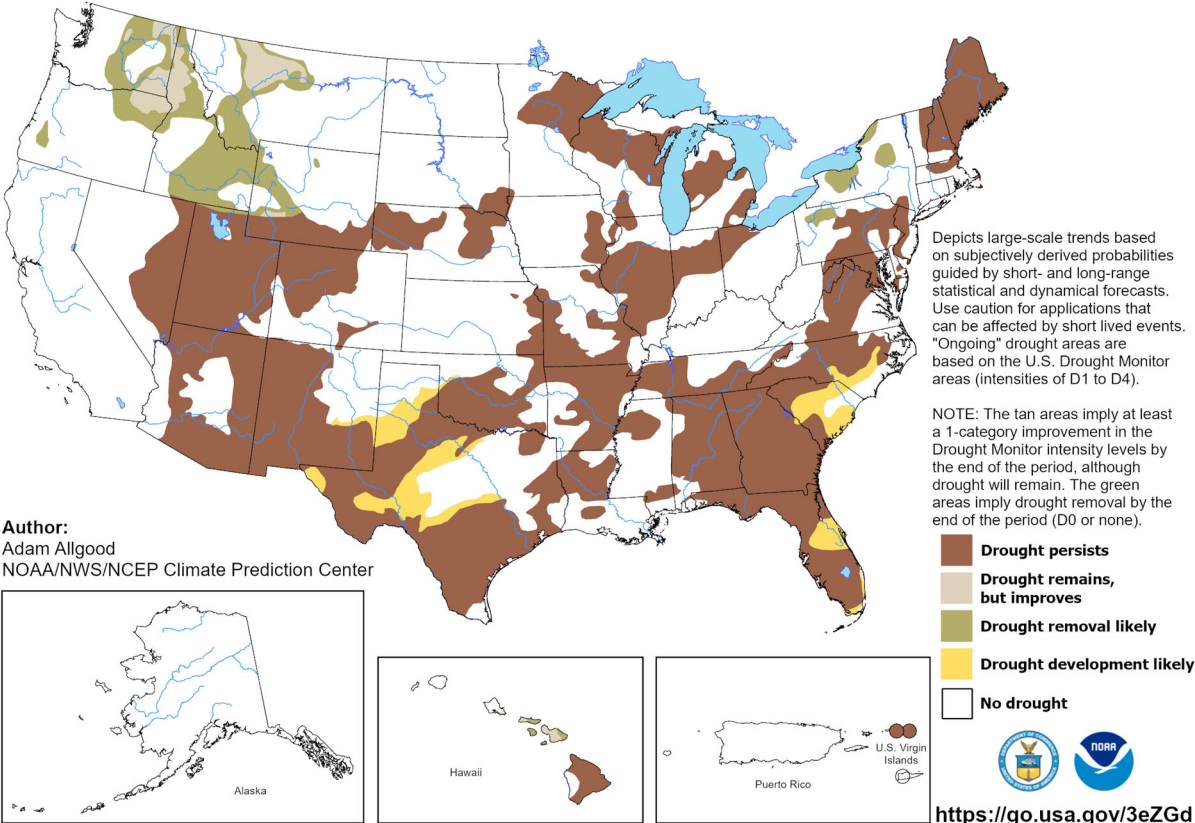 Depicts large-scale trends based
on subjectively derived probabilities
guided by short- and long-range
statistical and dynamical forecasts.
Use caution for applications that
can be affected by short lived events.
"Ongoing" drought areas are
based on the U.S. Drought Monitor
areas (intensities of D1 to D4).
NOTE: The tan areas imply at least
a 1-category improvement in the
Drought Monitor intensity levels by
the end of the period, although
drought will remain. The green
areas imply drought removal by the
end of the period (D0 or none).
Author:
Adam Allgood
NOAA/NWS/NCEP Climate Prediction Center
Drought persists
Drought remains,
but improves
Drought removal likely
Drought development likely
No drought
Alaska
Hawaii
Puerto Rico
U.S. Virgin
Islands
NOAA
https://go.usa.gov/3eZGd